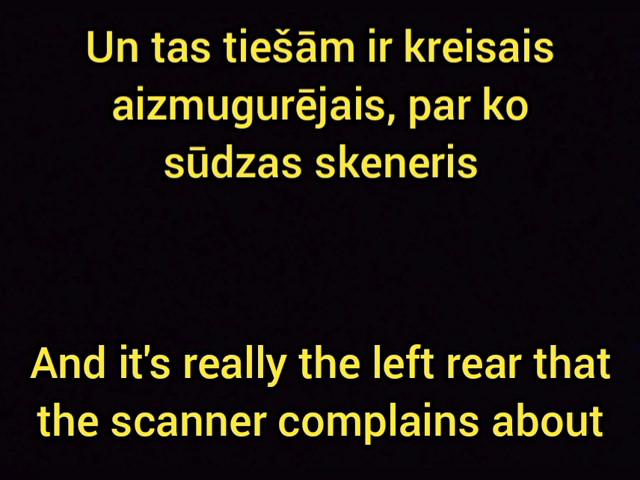 Un tas tiešām ir kreisais
aizmugurējais, par ko
sūdzas skeneris
And it's really the left rear that
the scanner complains about